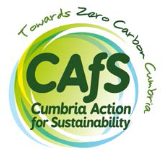 Towards Zero Carbon Cumbria
CAfS
Cumbria Action
for Sustainability